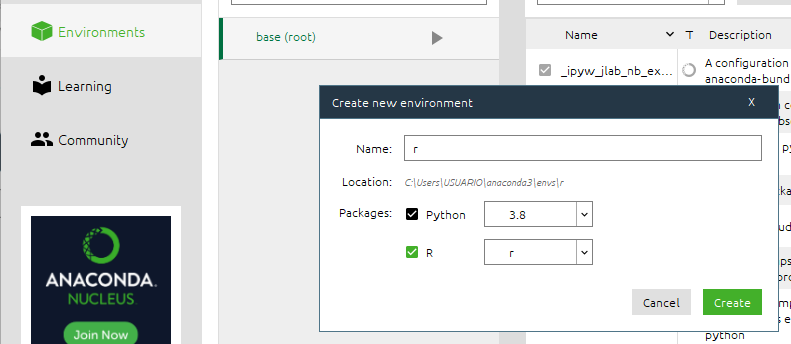 Environments
Learning
Community
ANACONDA.
NUCLEUS
Join Now
base (root)
Name
T
Description
_ipyw_jlab_nb_ex...
A configuration
anaconda-bund
Create new environment
X
Name:
r
Location:
C:\Users\USUARIO\anaconda3\envs\r
Packages:
Python
3.8
R
r
Cancel
Create
python